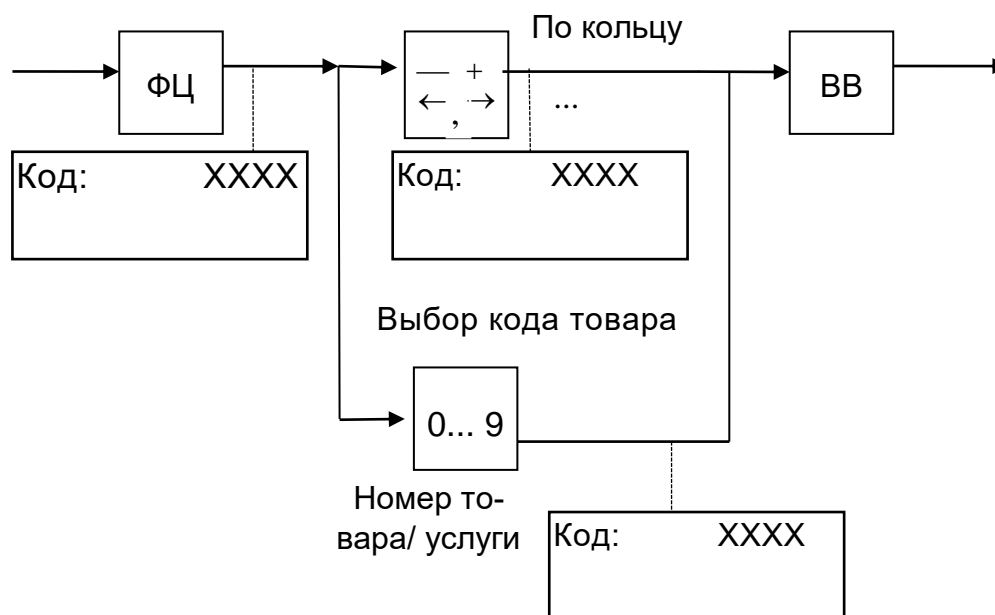 По кольцу
ФЦ
— +
← , →
...
ВВ
Код: XXXX
Код: XXXX
Выбор кода товара
0... 9
Номер то-
вара/ услуги
Код: XXXX